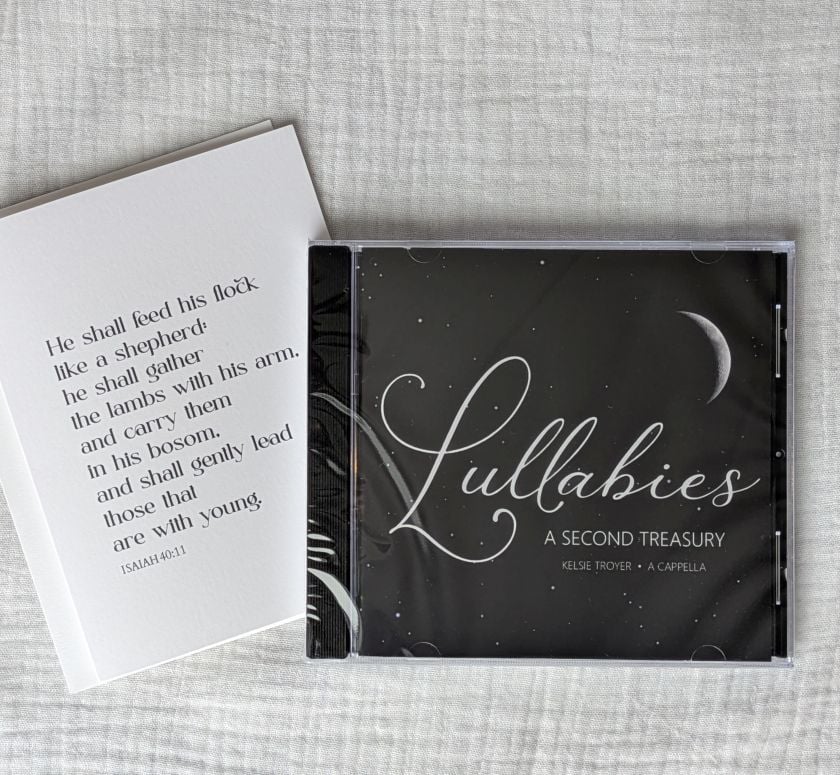 He shall feed his flock
like a shepherd:
he shall gather
the lambs with his arm,
and carry them
in his bosom,
and shall gently lead
those that
are with young.
ISAIAH 40:11
Lullabies
A SECOND TREASURY
KELSIE TROYER • A CAPPELLA